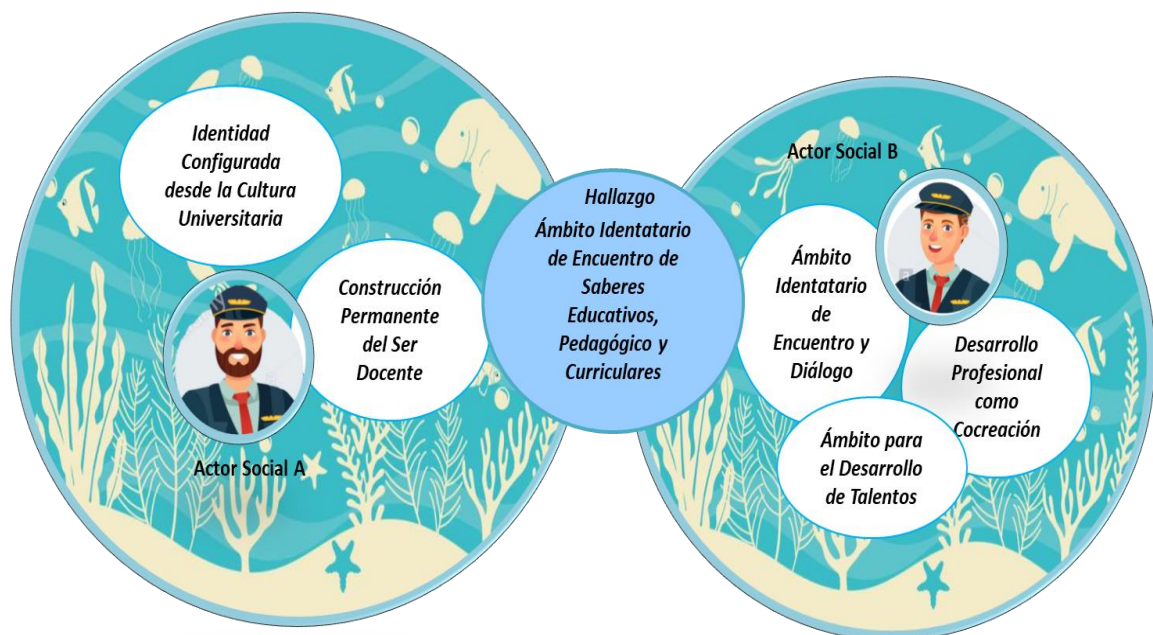 Identidad
Configurada
desde la Cultura
Universitaria
Construcción
Permanente
del Ser
Docente
Actor Social A
Hallazgo
Ámbito Identatario
de Encuentro de
Saberes
Educativos,
Pedagógico y
Curriculares
Actor Social B
Ámbito
Identatario
de
Encuentro y
Diálogo
Desarrollo
Profesional
como
Cocreación
Ámbito para
el Desarrollo
de Talentos